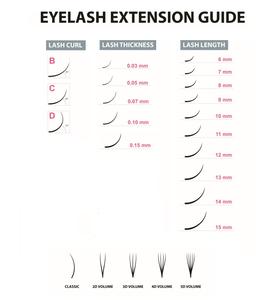 EYELASH EXTENSION GUIDE
LASH CURL
LASH THICKNESS
LASH LENGTH
B
C
D
0.03 mm
0.05 mm
0.07 mm
0.10 mm
0.15 mm
6 mm
7 mm
8 mm
9 mm
10 mm
11 mm
12 mm
13 mm
14 mm
15 mm
CLASSIC
2D VOLUME
3D VOLUME
4D VOLUME
5D VOLUME